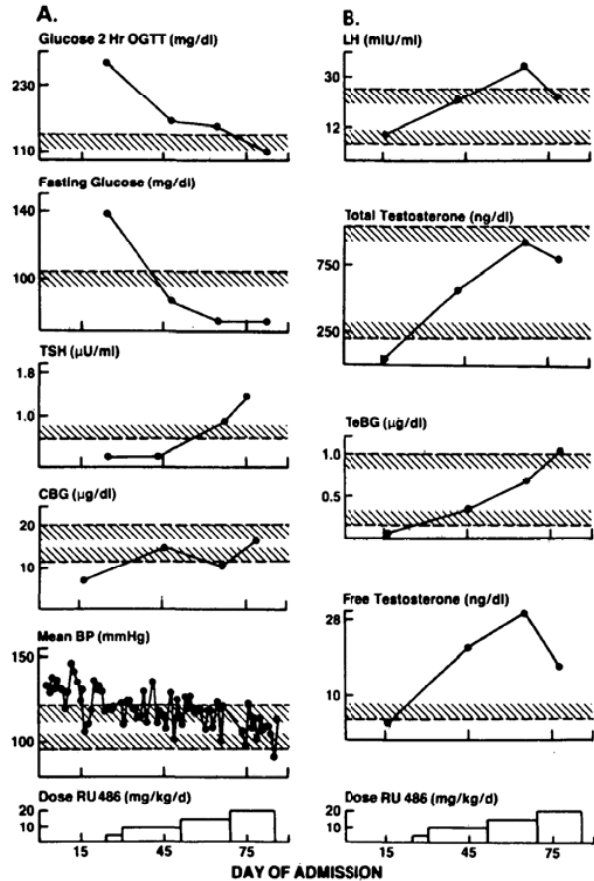 A.
Glucose 2 Hr OGTT (mg/dl)
230
110
Fasting Glucose (mg/dl)
140
100
TSH (μU/ml)
1.8
1.0
CBG (μg/dl)
20
10
Mean BP (mmHg)
150
100
Dose RU 486 (mg/kg/d)
20
10
15 45 75
B.
LH (mIU/ml)
30
12
Total Testosterone (ng/dl)
750
250
TeBG (μg/dl)
1.0
0.5
Free Testosterone (ng/dl)
28
10
Dose RU 486 (mg/kg/d)
20
10
15 45 75
DAY OF ADMISSION